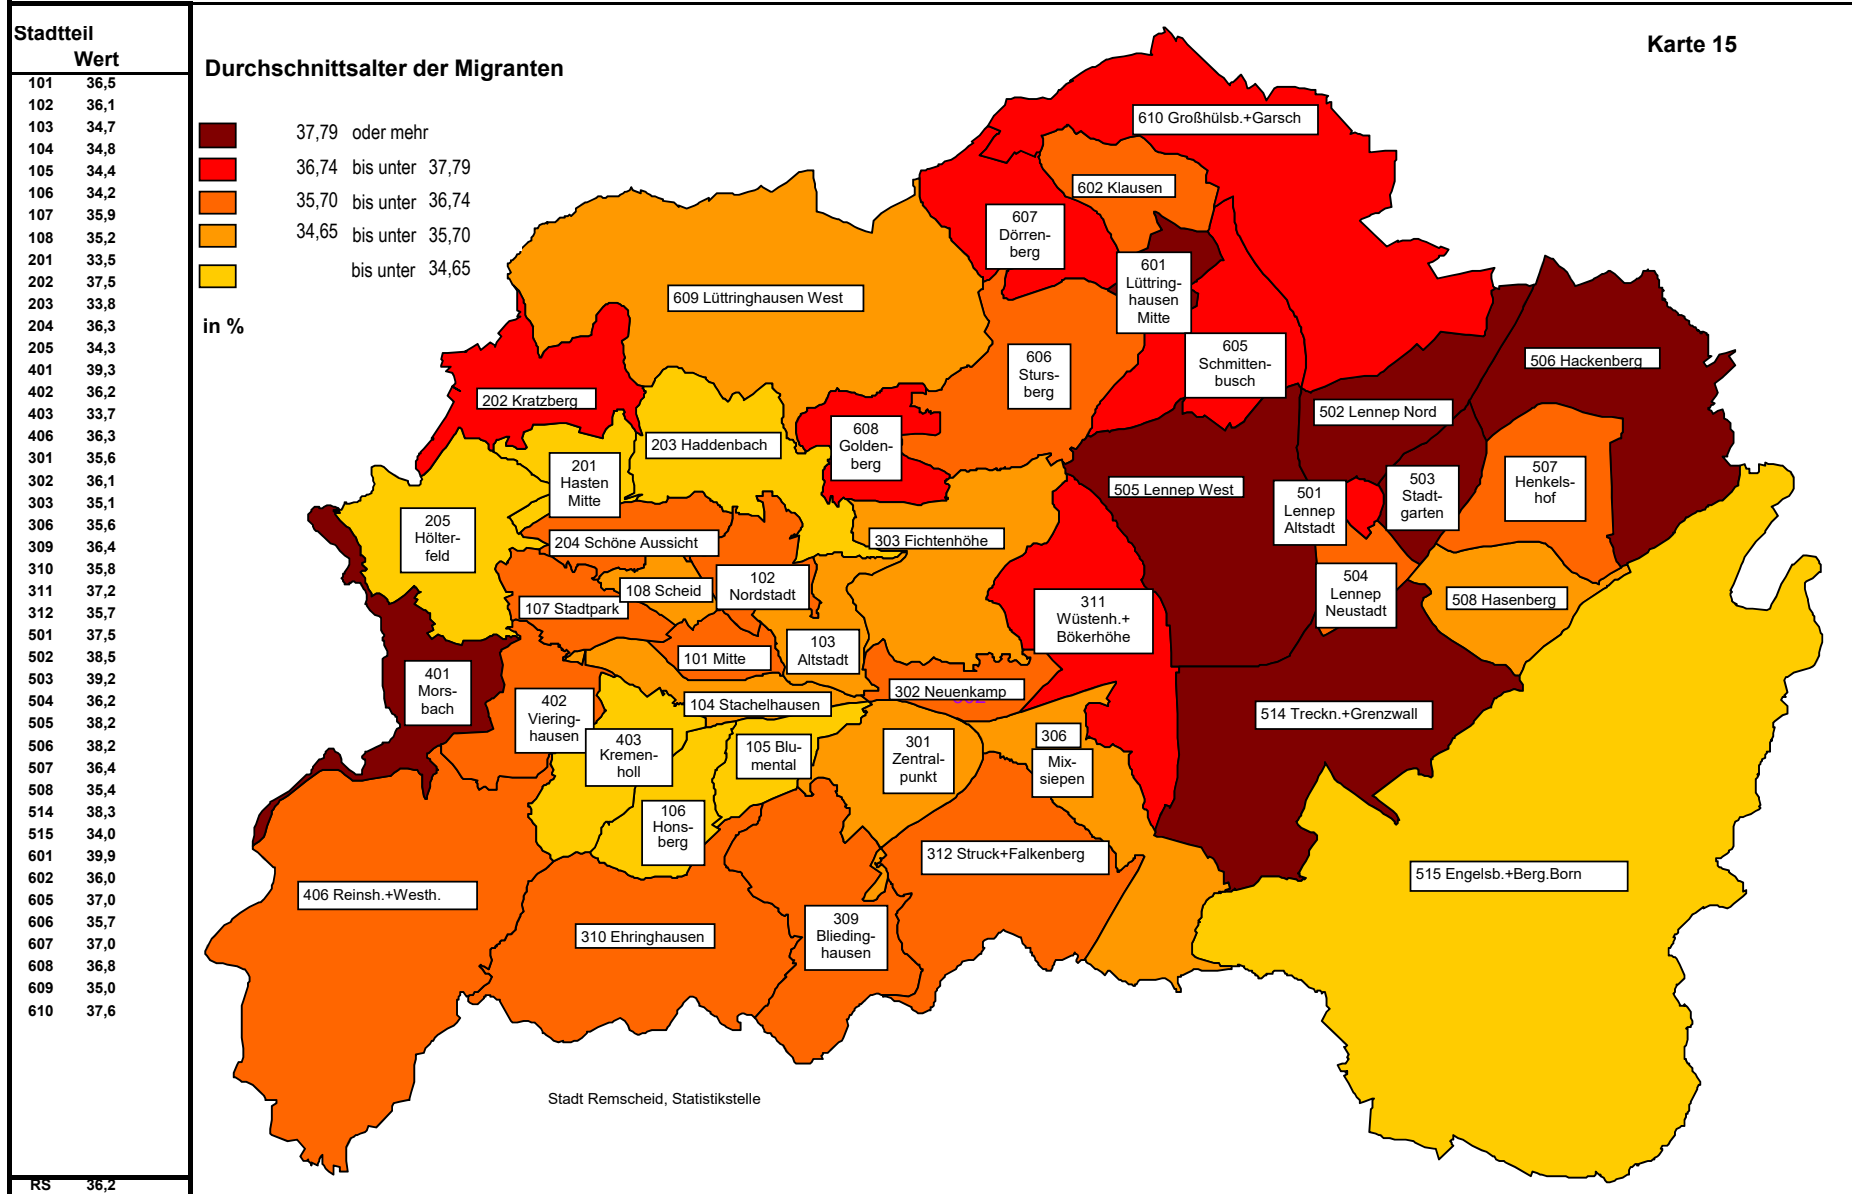 Stadtteil
Wert
101 36,5
102 36,1
103 34,7
104 34,8
105 34,4
106 34,2
107 35,9
108 35,2
201 33,5
202 37,5
203 33,8
204 36,3
205 34,3
401 39,3
402 36,2
403 33,7
406 36,3
301 35,6
302 36,1
303 35,1
306 35,6
309 36,4
310 35,8
311 37,2
312 35,7
501 37,5
502 38,5
503 39,2
504 36,2
505 38,2
506 38,2
507 36,4
508 35,4
514 38,3
515 34,0
601 39,9
602 36,0
605 37,0
606 35,7
607 37,0
608 36,8
609 35,0
610 37,6
RS 36,2
Karte 15
Durchschnittsalter der Migranten
37,79 oder mehr
36,74 bis unter 37,79
35,70 bis unter 36,74
34,65 bis unter 35,70
bis unter 34,65
in %
610 Großhülsb.+Garsch
602 Klausen
607
Dörren-
berg
601
Lüttring-
hausen
Mitte
609 Lüttringhausen West
605
Schmitten-
busch
606
Sturs-
berg
506 Hackenberg
202 Kratzberg
502 Lennep Nord
203 Haddenbach
608
Golden-
berg
201
Hasten
Mitte
505 Lennep West
501
Lennep
Altstadt
503
Stadt-
garten
507
Henkels-
hof
205
Hölter-
feld
204 Schöne Aussicht
303 Fichtenhöhe
108 Scheid
102
Nordstadt
107 Stadtpark
311
Wüstenh.+
Bökerhöhe
504
Lennep
Neustadt
508 Hasenberg
103
Altstadt
101 Mitte
401
Mors-
bach
402
Viering-
hausen
302 Neuenkamp
104 Stachelhausen
514 Treckn.+Grenzwall
403
Kremen-
holl
105 Blu-
mental
301
Zentral-
punkt
306
Mix-
siepen
106
Hons-
berg
312 Struck+Falkenberg
515 Engelsb.+Berg.Born
406 Reinsh.+Westh.
310 Ehringhausen
309
Blieding-
hausen
Stadt Remscheid, Statistikstelle